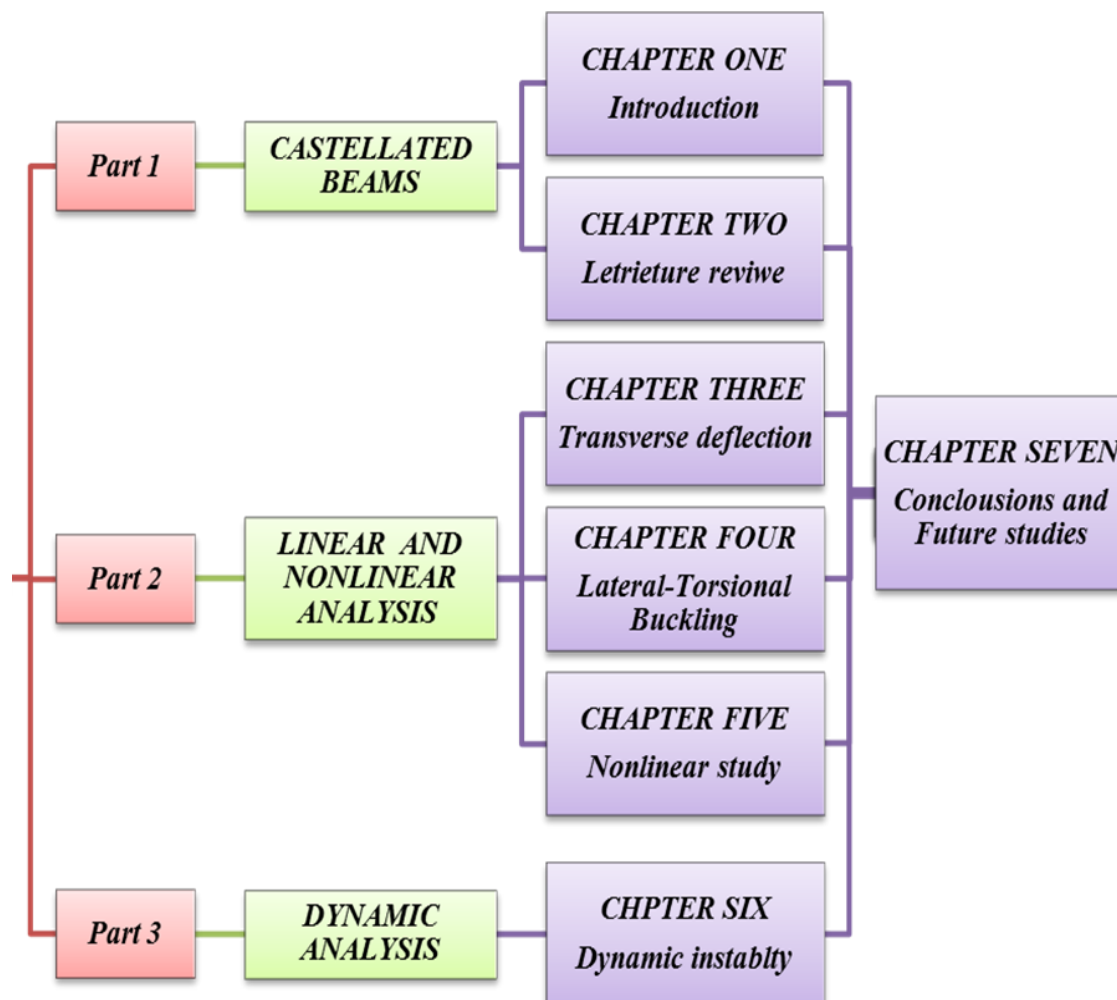 Part 1
CASTELLATED
BEAMS
CHAPTER ONE
Introduction
CHAPTER TWO
Letrieture reviwe
Part 2
LINEAR AND
NONLINEAR
ANALYSIS
CHAPTER THREE
Transverse deflection
CHAPTER FOUR
Lateral-Torsional
Buckling
CHAPTER FIVE
Nonlinear study
Part 3
DYNAMIC
ANALYSIS
CHPTER SIX
Dynamic instablty
CHAPTER SEVEN
Conclousions and
Future studies